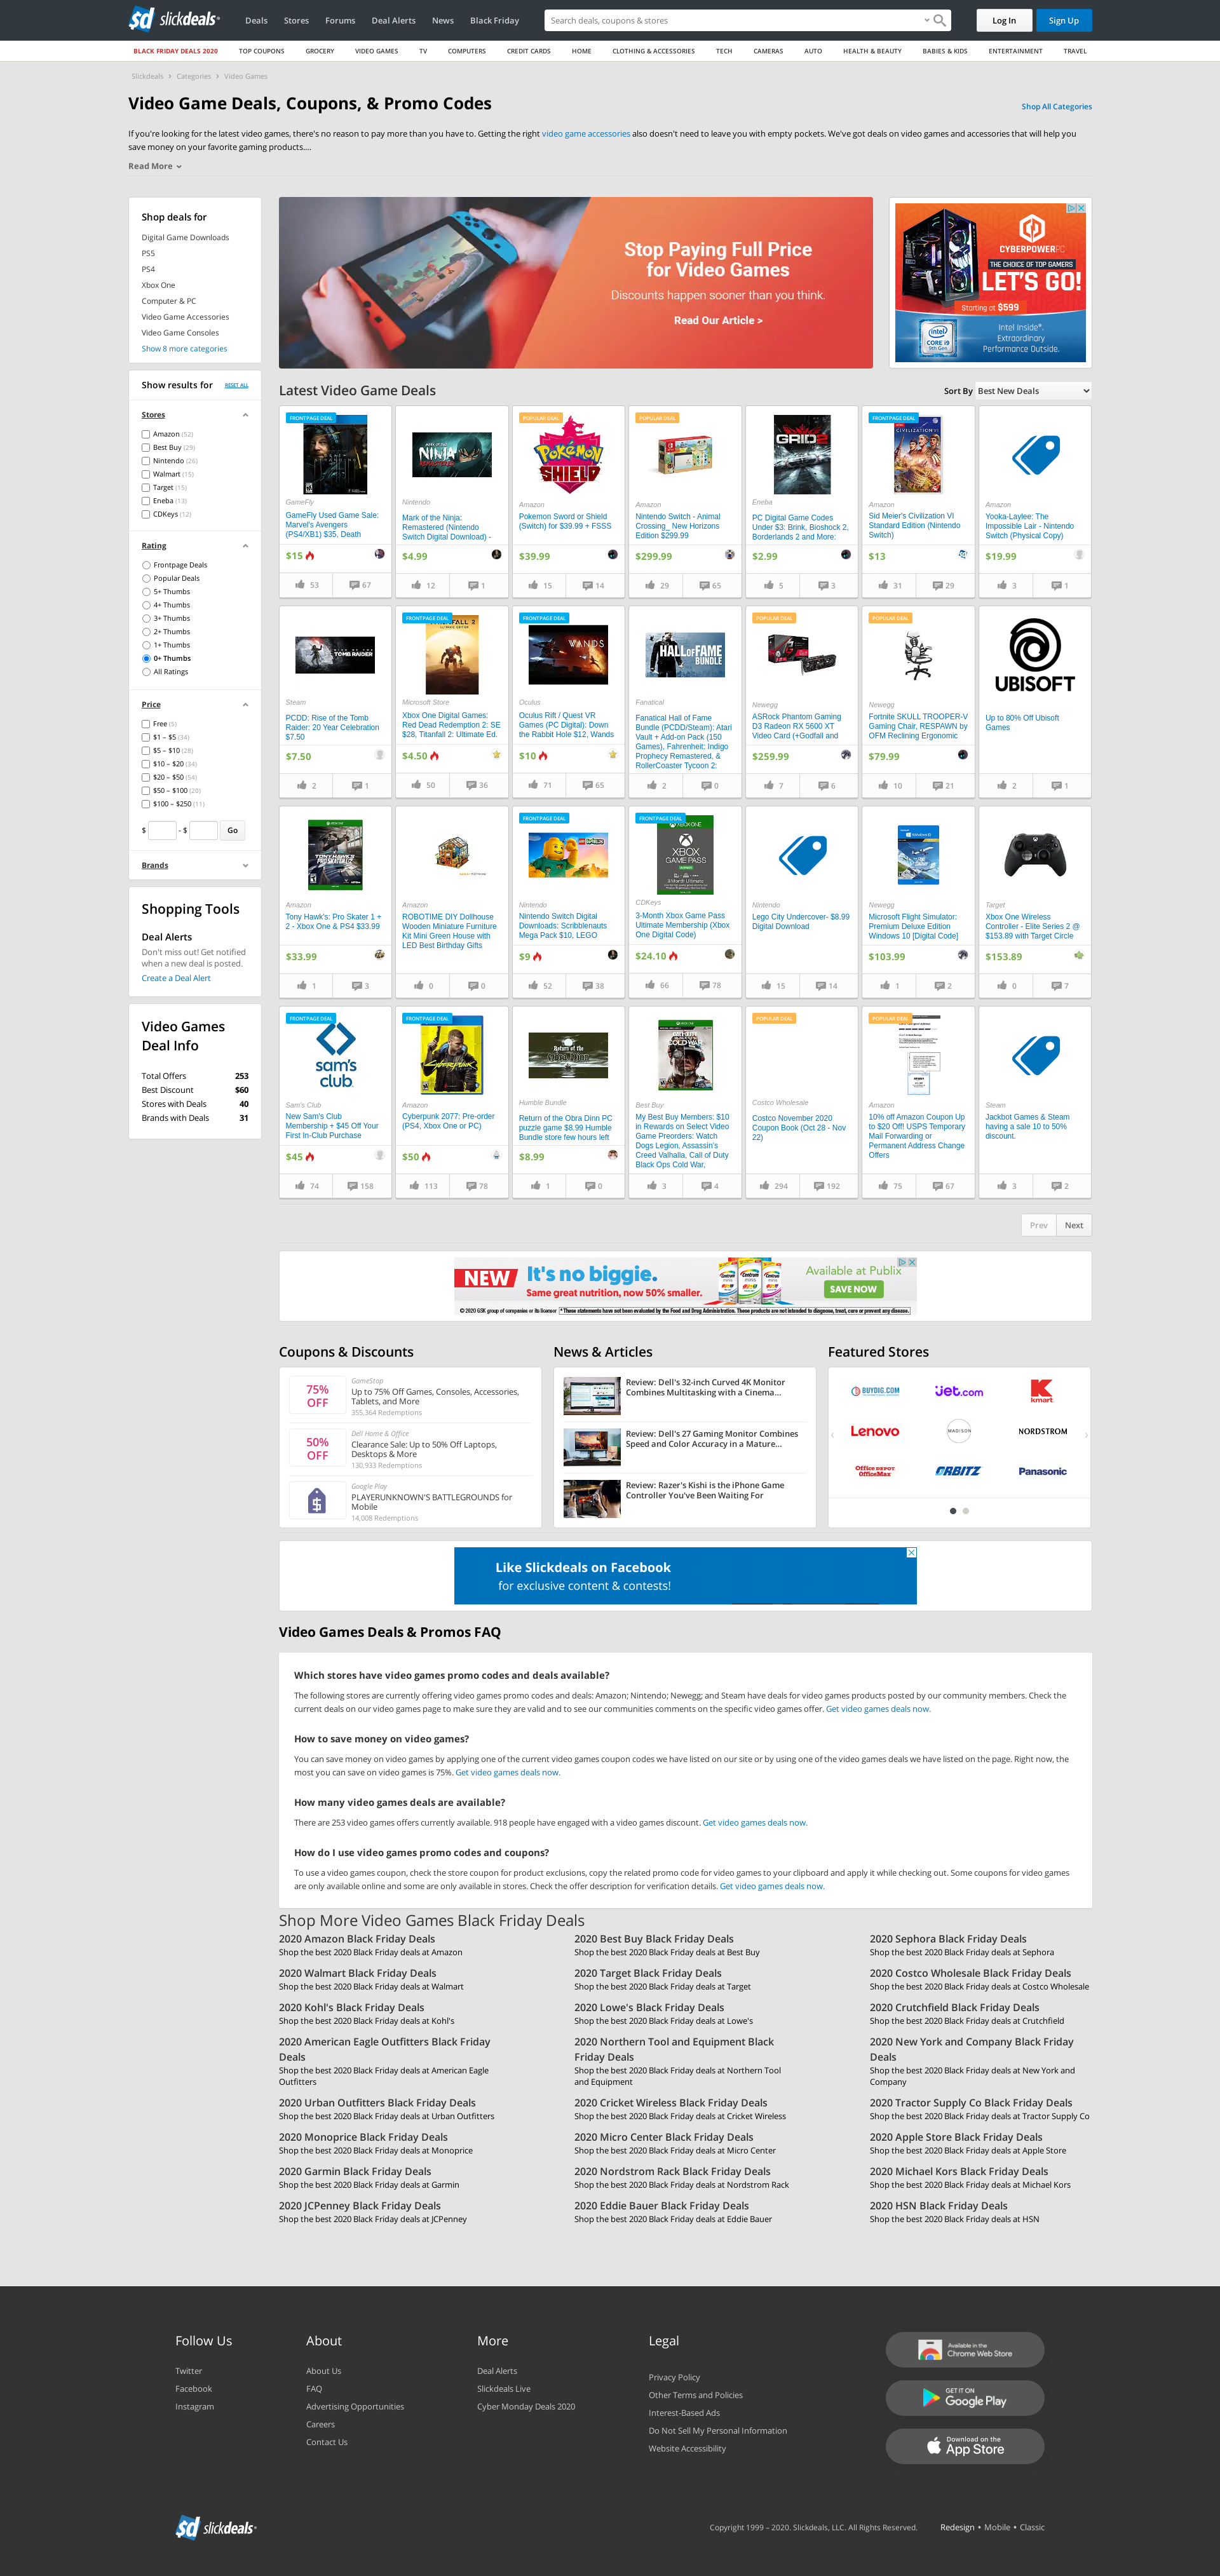 slickdeals
Deals
Stores
Forums
Deal Alerts
News
Black Friday
Search deals, coupons & stores
Log In
Sign Up
BLACK FRIDAY DEALS 2020
TOP COUPONS
GROCERY
VIDEO GAMES
TV
COMPUTERS
CREDIT CARDS
HOME
CLOTHING & ACCESSORIES
TECH
CAMERAS
AUTO
HEALTH & BEAUTY
BABIES & KIDS
ENTERTAINMENT
TRAVEL
Slickdeals > Categories > Video Games
Video Game Deals, Coupons, & Promo Codes
Shop All Categories
If you're looking for the latest video games, there's no reason to pay more than you have to. Getting the right video game accessories also doesn't need to leave you with empty pockets. We've got deals on video games and accessories that will help you
save money on your favorite gaming products....
Read More
Shop deals for
Digital Game Downloads
PS5
PS4
Xbox One
Computer & PC
Video Game Accessories
Video Game Consoles
Show 8 more categories
Stop Paying Full Price
for Video Games
Discounts happen sooner than you think.
Read Our Article >
CYBERPOWERPC
THE CHOICE OF TOP GAMERS
LET'S GO!
Starting at $599
Intel Inside®.
Extraordinary
Performance Outside.
Show results for
RESET ALL
Stores
Amazon (52)
Best Buy (29)
Nintendo (26)
Walmart (15)
Target (15)
Eneba (13)
CDKeys (12)
Rating
Frontpage Deals
Popular Deals
5+ Thumbs
4+ Thumbs
3+ Thumbs
2+ Thumbs
1+ Thumbs
0+ Thumbs
All Ratings
Price
Free (5)
$1 – $5 (34)
$5 – $10 (28)
$10 – $20 (34)
$20 – $50 (54)
$50 – $100 (20)
$100 – $250 (11)
$ - $ Go
Brands
Shopping Tools
Deal Alerts
Don't miss out! Get notified
when a new deal is posted.
Create a Deal Alert
Video Games
Deal Info
Total Offers 253
Best Discount $60
Stores with Deals 40
Brands with Deals 31
Latest Video Game Deals
Sort By Best New Deals
FRONTPAGE DEAL
GameFly
GameFly Used Game Sale:
Marvel's Avengers
(PS4/XB1) $35, Death
$15
53
67
Nintendo
Mark of the Ninja:
Remastered (Nintendo
Switch Digital Download) -
$4.99
12
1
POPULAR DEAL
Amazon
Pokemon Sword or Shield
(Switch) for $39.99 + FSSS
$39.99
15
14
POPULAR DEAL
Amazon
Nintendo Switch - Animal
Crossing_ New Horizons
Edition $299.99
$299.99
29
65
GRID2
Eneba
PC Digital Game Codes
Under $3: Brink, Bioshock 2,
Borderlands 2 and More:
$2.99
5
3
FRONTPAGE DEAL
Amazon
Sid Meier's Civilization VI
Standard Edition (Nintendo
Switch)
$13
31
29
Amazon
Yooka-Laylee: The
Impossible Lair - Nintendo
Switch (Physical Copy)
$19.99
3
1
Steam
PCDD: Rise of the Tomb
Raider: 20 Year Celebration
$7.50
$7.50
2
1
FRONTPAGE DEAL
Microsoft Store
Xbox One Digital Games:
Red Dead Redemption 2: SE
$28, Titanfall 2: Ultimate Ed.
$4.50
50
36
FRONTPAGE DEAL
WANDS
Oculus
Oculus Rift / Quest VR
Games (PC Digital): Down
the Rabbit Hole $12, Wands
$10
71
65
HALL OF FAME
BUNDLE
Fanatical
Fanatical Hall of Fame
Bundle (PCDD/Steam): Atari
Vault + Add-on Pack (150
Games), Fahrenheit: Indigo
Prophecy Remastered, &
RollerCoaster Tycoon 2:
2
0
POPULAR DEAL
Newegg
ASRock Phantom Gaming
D3 Radeon RX 5600 XT
Video Card (+Godfall and
$259.99
7
6
POPULAR DEAL
Newegg
Fortnite SKULL TROOPER-V
Gaming Chair, RESPAWN by
OFM Reclining Ergonomic
$79.99
10
21
UBISOFT
Up to 80% Off Ubisoft
Games
2
1
Amazon
Tony Hawk's: Pro Skater 1 +
2 - Xbox One & PS4 $33.99
$33.99
1
3
Amazon
ROBOTIME DIY Dollhouse
Wooden Miniature Furniture
Kit Mini Green House with
LED Best Birthday Gifts
0
0
FRONTPAGE DEAL
Nintendo
Nintendo Switch Digital
Downloads: Scribblenauts
Mega Pack $10, LEGO
$9
52
38
FRONTPAGE DEAL
XBOX
GAME PASS
CDKeys
3-Month Xbox Game Pass
Ultimate Membership (Xbox
One Digital Code)
$24.10
66
78
Nintendo
Lego City Undercover- $8.99
Digital Download
15
14
Newegg
Microsoft Flight Simulator:
Premium Deluxe Edition
Windows 10 [Digital Code]
$103.99
1
2
Target
Xbox One Wireless
Controller - Elite Series 2 @
$153.89 with Target Circle
$153.89
0
7
FRONTPAGE DEAL
sam's
club
Sam's Club
New Sam's Club
Membership + $45 Off Your
First In-Club Purchase
$45
74
158
FRONTPAGE DEAL
Amazon
Cyberpunk 2077: Pre-order
(PS4, Xbox One or PC)
$50
113
78
Humble Bundle
Return of the Obra Dinn PC
puzzle game $8.99 Humble
Bundle store few hours left
$8.99
1
0
Best Buy
My Best Buy Members: $10
in Rewards on Select Video
Game Preorders: Watch
Dogs Legion, Assassin's
Creed Valhalla, Call of Duty
Black Ops Cold War,
3
4
POPULAR DEAL
Costco Wholesale
Costco November 2020
Coupon Book (Oct 28 - Nov
22)
294
192
POPULAR DEAL
Amazon
10% off Amazon Coupon Up
to $20 Off! USPS Temporary
Mail Forwarding or
Permanent Address Change
Offers
75
67
Steam
Jackbot Games & Steam
having a sale 10 to 50%
discount.
3
2
Prev
Next
NEW It's no biggie.
Same great nutrition, now 50% smaller.
Available at Publix
SAVE NOW
© 2020 GSK group of companies or its licensor
*These statements have not been evaluated by the Food and Drug Administration. These products are not intended to diagnose, treat, cure or prevent any disease.
Coupons & Discounts
75%
OFF
GameStop
Up to 75% Off Games, Consoles, Accessories,
Tablets, and More
355,364 Redemptions
50%
OFF
Dell Home & Office
Clearance Sale: Up to 50% Off Laptops,
Desktops & More
130,933 Redemptions
Google Play
PLAYERUNKNOWN'S BATTLEGROUNDS for
Mobile
14,008 Redemptions
News & Articles
Review: Dell's 32-inch Curved 4K Monitor
Combines Multitasking with a Cinema...
Review: Dell's 27 Gaming Monitor Combines
Speed and Color Accuracy in a Mature...
Review: Razer's Kishi is the iPhone Game
Controller You've Been Waiting For
Featured Stores
BUYDIG.COM
jet.com
kmart
Lenovo
MADISON
NORDSTROM
Office DEPOT
OfficeMax
ORBITZ
Panasonic
Like Slickdeals on Facebook
for exclusive content & contests!
Video Games Deals & Promos FAQ
Which stores have video games promo codes and deals available?
The following stores are currently offering video games promo codes and deals: Amazon; Nintendo; Newegg; and Steam have deals for video games products posted by our community members. Check the
current deals on our video games page to make sure they are valid and to see our communities comments on the specific video games offer. Get video games deals now.
How to save money on video games?
You can save money on video games by applying one of the current video games coupon codes we have listed on our site or by using one of the video games deals we have listed on the page. Right now, the
most you can save on video games is 75%. Get video games deals now.
How many video games deals are available?
There are 253 video games offers currently available. 918 people have engaged with a video games discount. Get video games deals now.
How do I use video games promo codes and coupons?
To use a video games coupon, check the store coupon for product exclusions, copy the related promo code for video games to your clipboard and apply it while checking out. Some coupons for video games
are only available online and some are only available in stores. Check the offer description for verification details. Get video games deals now.
Shop More Video Games Black Friday Deals
2020 Amazon Black Friday Deals
Shop the best 2020 Black Friday deals at Amazon
2020 Best Buy Black Friday Deals
Shop the best 2020 Black Friday deals at Best Buy
2020 Sephora Black Friday Deals
Shop the best 2020 Black Friday deals at Sephora
2020 Walmart Black Friday Deals
Shop the best 2020 Black Friday deals at Walmart
2020 Target Black Friday Deals
Shop the best 2020 Black Friday deals at Target
2020 Costco Wholesale Black Friday Deals
Shop the best 2020 Black Friday deals at Costco Wholesale
2020 Kohl's Black Friday Deals
Shop the best 2020 Black Friday deals at Kohl's
2020 Lowe's Black Friday Deals
Shop the best 2020 Black Friday deals at Lowe's
2020 Crutchfield Black Friday Deals
Shop the best 2020 Black Friday deals at Crutchfield
2020 American Eagle Outfitters Black Friday
Deals
Shop the best 2020 Black Friday deals at American Eagle
Outfitters
2020 Northern Tool and Equipment Black
Friday Deals
Shop the best 2020 Black Friday deals at Northern Tool
and Equipment
2020 New York and Company Black Friday
Deals
Shop the best 2020 Black Friday deals at New York and
Company
2020 Urban Outfitters Black Friday Deals
Shop the best 2020 Black Friday deals at Urban Outfitters
2020 Cricket Wireless Black Friday Deals
Shop the best 2020 Black Friday deals at Cricket Wireless
2020 Tractor Supply Co Black Friday Deals
Shop the best 2020 Black Friday deals at Tractor Supply Co
2020 Monoprice Black Friday Deals
Shop the best 2020 Black Friday deals at Monoprice
2020 Micro Center Black Friday Deals
Shop the best 2020 Black Friday deals at Micro Center
2020 Apple Store Black Friday Deals
Shop the best 2020 Black Friday deals at Apple Store
2020 Garmin Black Friday Deals
Shop the best 2020 Black Friday deals at Garmin
2020 Nordstrom Rack Black Friday Deals
Shop the best 2020 Black Friday deals at Nordstrom Rack
2020 Michael Kors Black Friday Deals
Shop the best 2020 Black Friday deals at Michael Kors
2020 JCPenney Black Friday Deals
Shop the best 2020 Black Friday deals at JCPenney
2020 Eddie Bauer Black Friday Deals
Shop the best 2020 Black Friday deals at Eddie Bauer
2020 HSN Black Friday Deals
Shop the best 2020 Black Friday deals at HSN
Follow Us
Twitter
Facebook
Instagram
About
About Us
FAQ
Advertising Opportunities
Careers
Contact Us
More
Deal Alerts
Slickdeals Live
Cyber Monday Deals 2020
Legal
Privacy Policy
Other Terms and Policies
Interest-Based Ads
Do Not Sell My Personal Information
Website Accessibility
Available in the
Chrome Web Store
GET IT ON
Google Play
Download on the
App Store
slickdeals
Copyright 1999 – 2020. Slickdeals, LLC. All Rights Reserved.
Redesign • Mobile • Classic